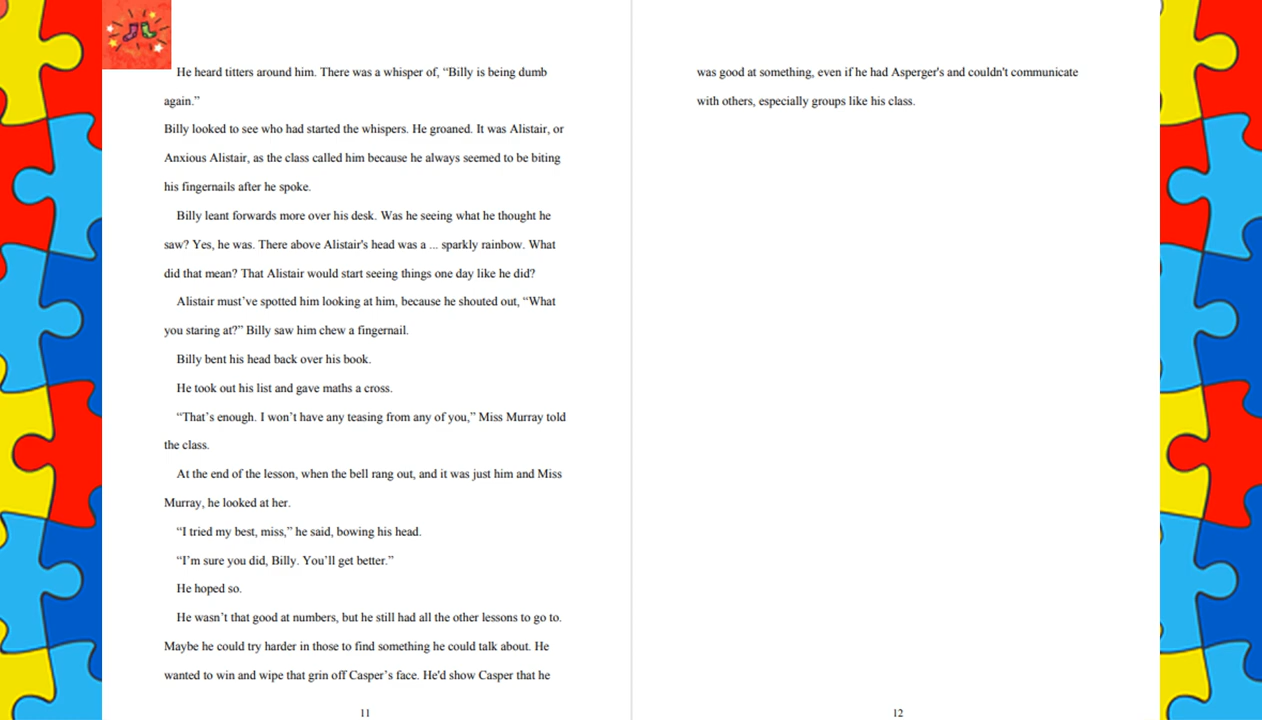 He heard titters around him. There was a whisper of, “Billy is being dumb
again.”
Billy looked to see who had started the whispers. He groaned. It was Alistair, or
Anxious Alistair, as the class called him because he always seemed to be biting
his fingernails after he spoke.
Billy leant forwards more over his desk. Was he seeing what he thought he
saw? Yes, he was. There above Alistair's head was a ... sparkly rainbow. What
did that mean? That Alistair would start seeing things one day like he did?
Alistair must’ve spotted him looking at him, because he shouted out, “What
you staring at?” Billy saw him chew a fingernail.
Billy bent his head back over his book.
He took out his list and gave maths a cross.
“That’s enough. I won’t have any teasing from any of you,” Miss Murray told
the class.
At the end of the lesson, when the bell rang out, and it was just him and Miss
Murray, he looked at her.
“I tried my best, miss,” he said, bowing his head.
“I’m sure you did, Billy. You’ll get better.”
He hoped so.
He wasn’t that good at numbers, but he still had all the other lessons to go to.
Maybe he could try harder in those to find something he could talk about. He
wanted to win and wipe that grin off Casper’s face. He'd show Casper that he
11
was good at something, even if he had Asperger's and couldn't communicate
with others, especially groups like his class.
12